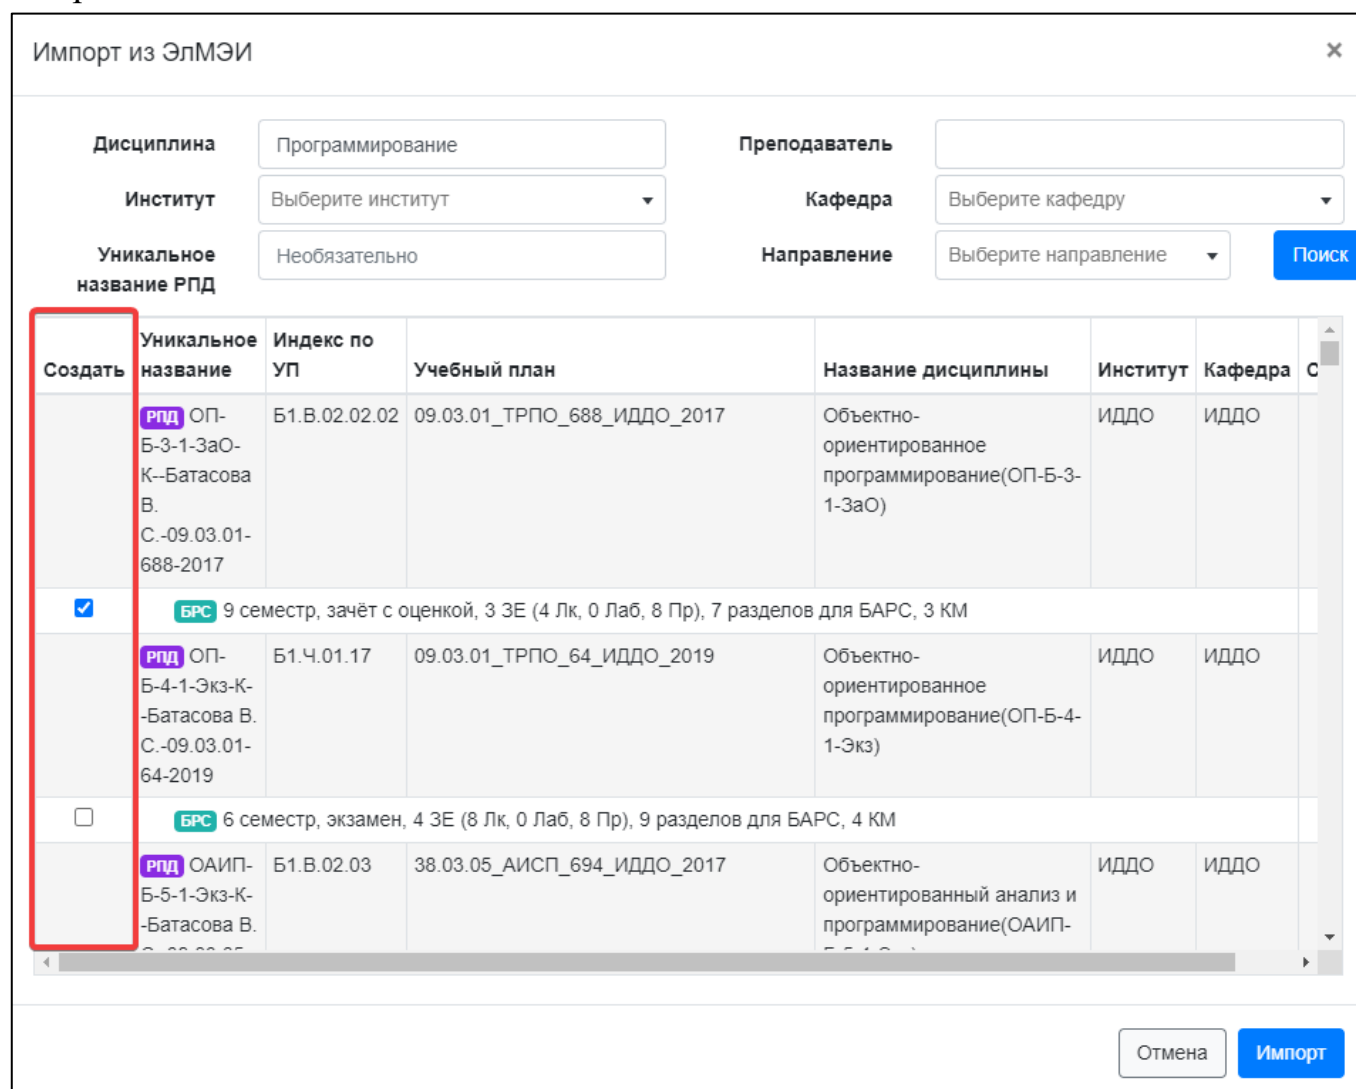 Импорт из ЭлМЭИ
×
Дисциплина Программирование Преподаватель
Институт Выберите институт Кафедра Выберите кафедру
Уникальное название РПД Необязательно Направление Выберите направление Поиск
Создать Уникальное название Индекс по УП Учебный план Название дисциплины Институт Кафедра
РПД ОП-
Б-3-1-ЗаО-
К--Батасова
В.
С.-09.03.01-
688-2017
Б1.В.02.02.02
09.03.01_ТРПО_688_ИДДО_2017
Объектно-
ориентированное
программирование(ОП-Б-3-
1-ЗаО)
ИДДО
ИДДО
БРС 9 семестр, зачёт с оценкой, 3 ЗЕ (4 Лк, 0 Лаб, 8 Пр), 7 разделов для БАРС, 3 КМ
РПД ОП-
Б-4-1-Экз-К-
-Батасова В.
С.-09.03.01-
64-2019
Б1.Ч.01.17
09.03.01_ТРПО_64_ИДДО_2019
Объектно-
ориентированное
программирование(ОП-Б-4-
1-Экз)
ИДДО
ИДДО
БРС 6 семестр, экзамен, 4 ЗЕ (8 Лк, 0 Лаб, 8 Пр), 9 разделов для БАРС, 4 КМ
РПД ОАИП-
Б-5-1-Экз-К-
-Батасова В.
Б1.В.02.03
38.03.05_АИСП_694_ИДДО_2017
Объектно-
ориентированный анализ и
программирование(ОАИП-
ИДДО
ИДДО
Отмена
Импорт